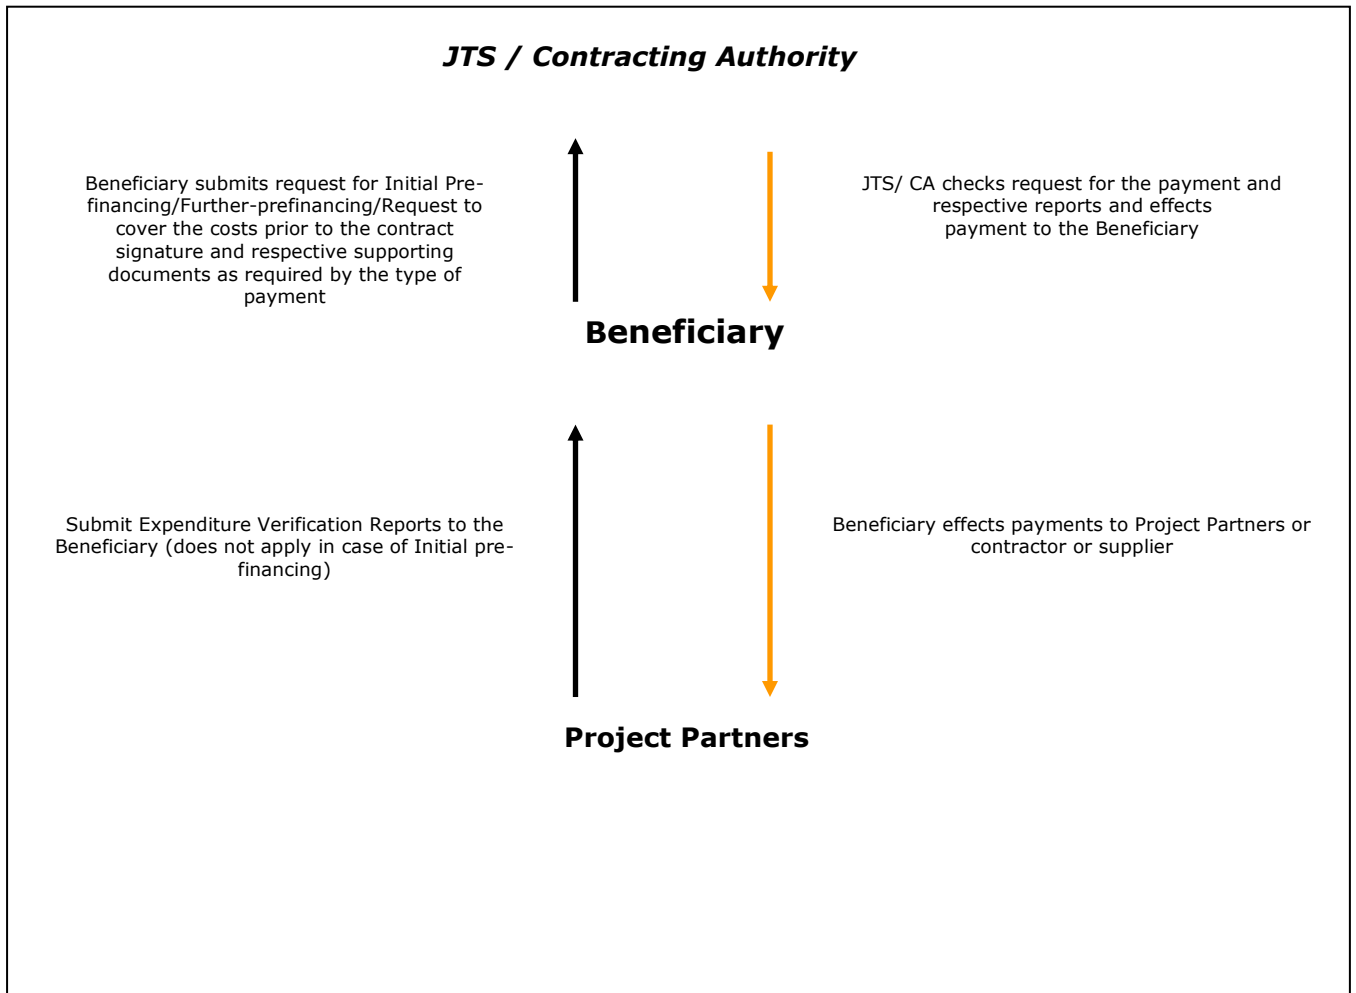 JTS / Contracting Authority
Beneficiary submits request for Initial Pre-
financing/Further-prefinancing/Request to
cover the costs prior to the contract
signature and respective supporting
documents as required by the type of
payment
JTS/ CA checks request for the payment and
respective reports and effects
payment to the Beneficiary
Beneficiary
Submit Expenditure Verification Reports to the
Beneficiary (does not apply in case of Initial pre-
financing)
Beneficiary effects payments to Project Partners or
contractor or supplier
Project Partners